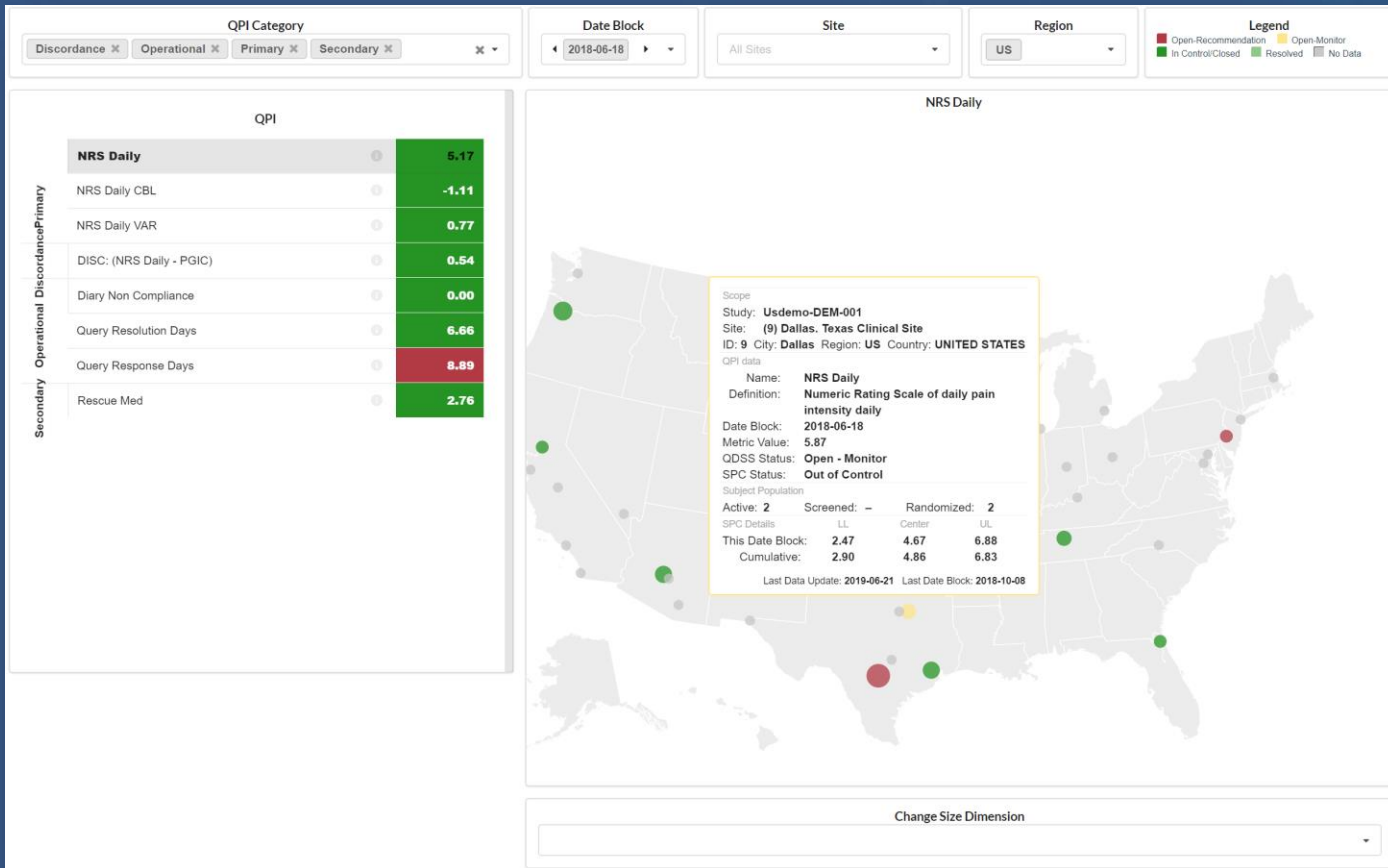 QPI Category
Discordance × Operational × Primary × Secondary ×
×
Date Block
2018-06-18
Site
All Sites
Region
US
Legend
Open-Recommendation Open-Monitor
In Control/Closed Resolved No Data
QPI
NRS Daily 5.17
NRS Daily CBL -1.11
NRS Daily VAR 0.77
DISC: (NRS Daily - PGIC) 0.54
Diary Non Compliance 0.00
Query Resolution Days 6.66
Query Response Days 8.89
Rescue Med 2.76
Primary
Discordance
Operational
Secondary
NRS Daily
Scope
Study: Usdemo-DEM-001
Site: (9) Dallas. Texas Clinical Site
ID: 9 City: Dallas Region: US Country: UNITED STATES
QPI data
Name: NRS Daily
Definition: Numeric Rating Scale of daily pain
intensity daily
Date Block: 2018-06-18
Metric Value: 5.87
QDSS Status: Open - Monitor
SPC Status: Out of Control
Subject Population
Active: 2 Screened: – Randomized: 2
SPC Details LL Center UL
This Date Block: 2.47 4.67 6.88
Cumulative: 2.90 4.86 6.83
Last Data Update: 2019-06-21 Last Date Block: 2018-10-08
Change Size Dimension